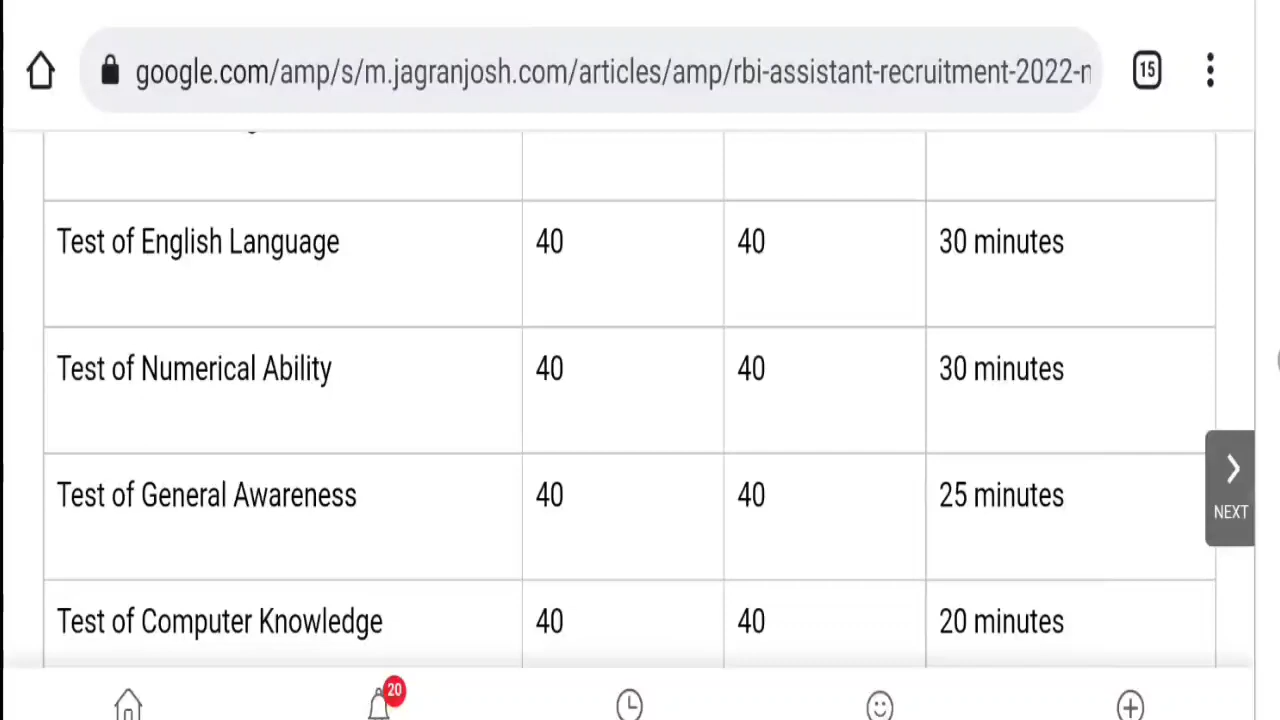 google.com/amp/s/m.jagranjosh.com/articles/amp/rbi-assistant-recruitment-2022-n
15
Test of English Language 40 40 30 minutes
Test of Numerical Ability 40 40 30 minutes
Test of General Awareness 40 40 25 minutes
NEXT
Test of Computer Knowledge 40 40 20 minutes
20